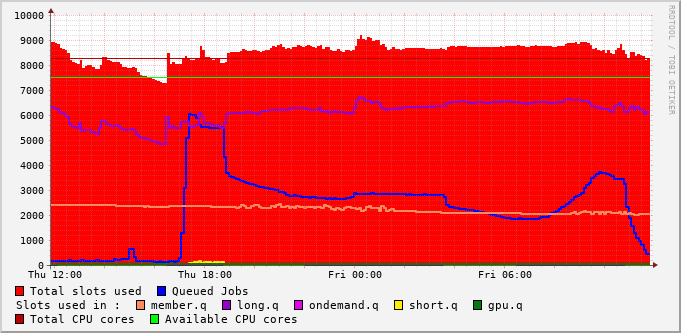 10000
9000
8000
7000
6000
5000
4000
3000
2000
1000
0
Thu 12:00 Thu 18:00 Fri 00:00 Fri 06:00
Total slots used Queued Jobs
Slots used in : member.q long.q ondemand.q short.q gpu.q
Total CPU cores Available CPU cores
RRDTOOL / TOBI OETIKER